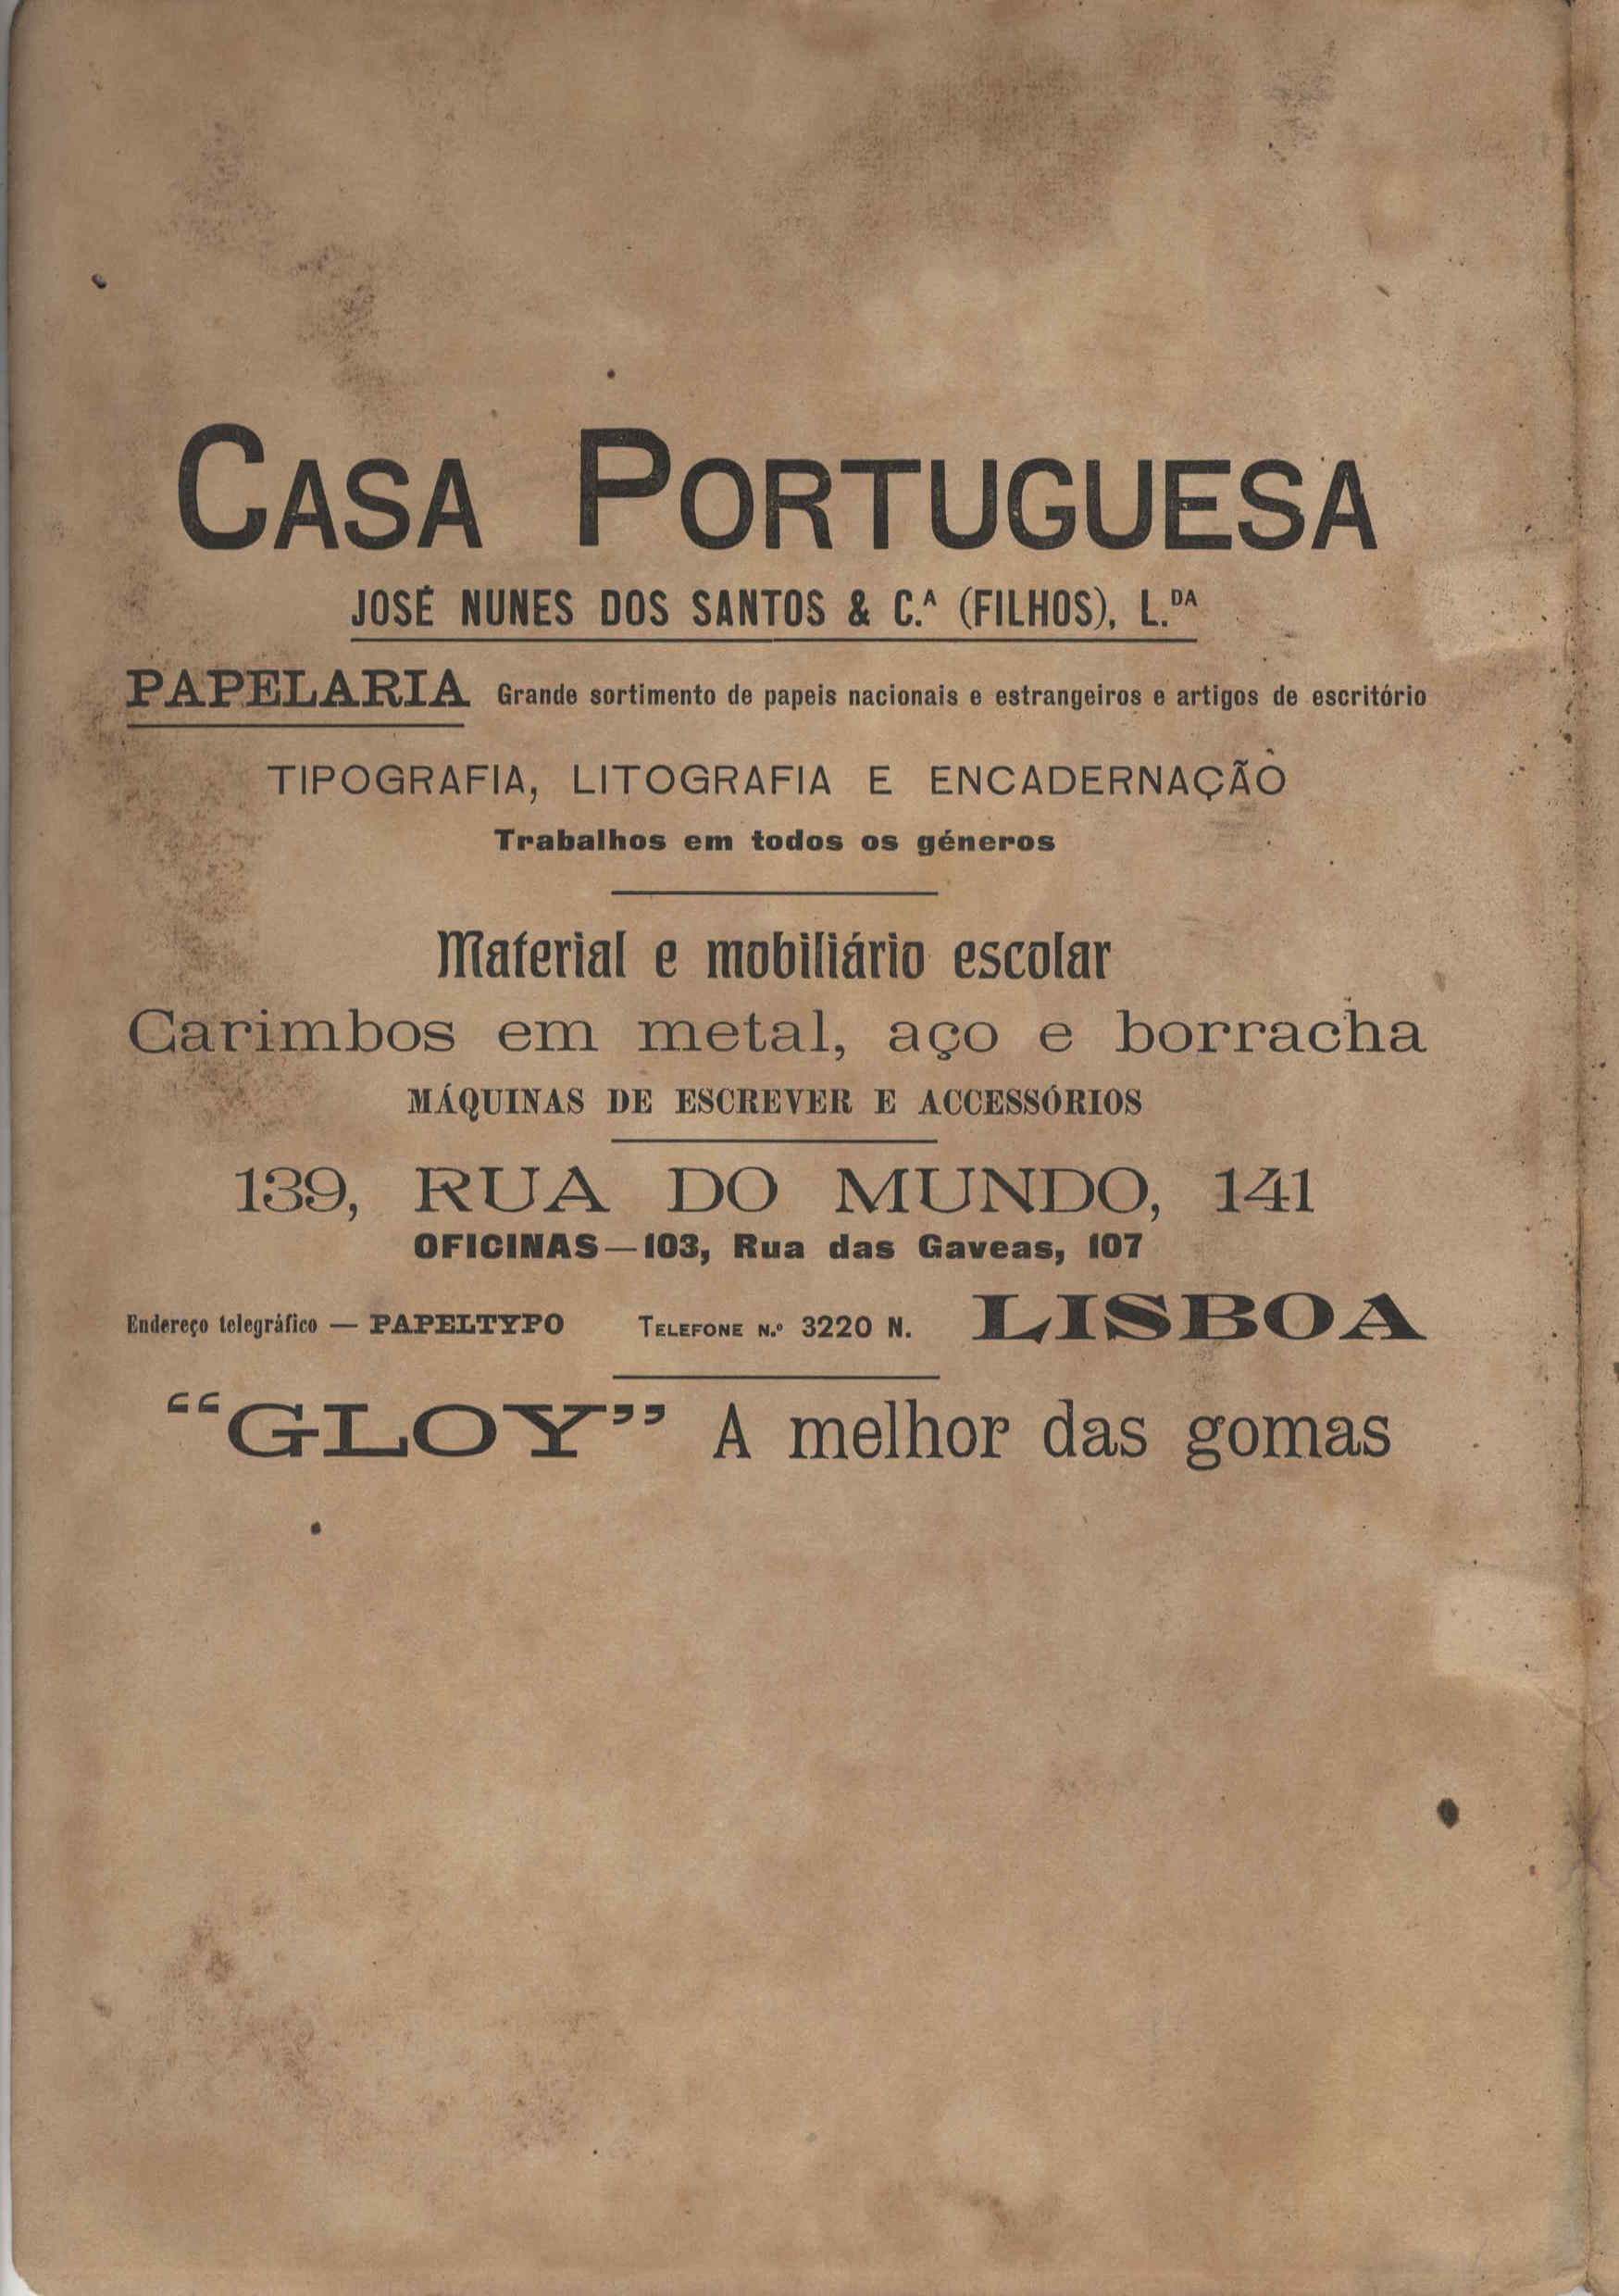 CASA PORTUGUESA
JOSÉ NUNES DOS SANTOS & C.ᴬ (FILHOS), L.ᴰᴬ
PAPELARIA Grande sortimento de papeis nacionais e estrangeiros e artigos de escritório
TIPOGRAFIA, LITOGRAFIA E ENCADERNAÇÃO
Trabalhos em todos os géneros
Material e mobiliário escolar
Carimbos em metal, aço e borracha
MÁQUINAS DE ESCREVER E ACCESSÓRIOS
139, RUA DO MUNDO, 141
OFICINAS—103, Rua das Gaveas, 107
Endereço telegráfico — PAPELTYPO TELEFONE N.º 3220 N. LISBOA
“GLOY” A melhor das gomas